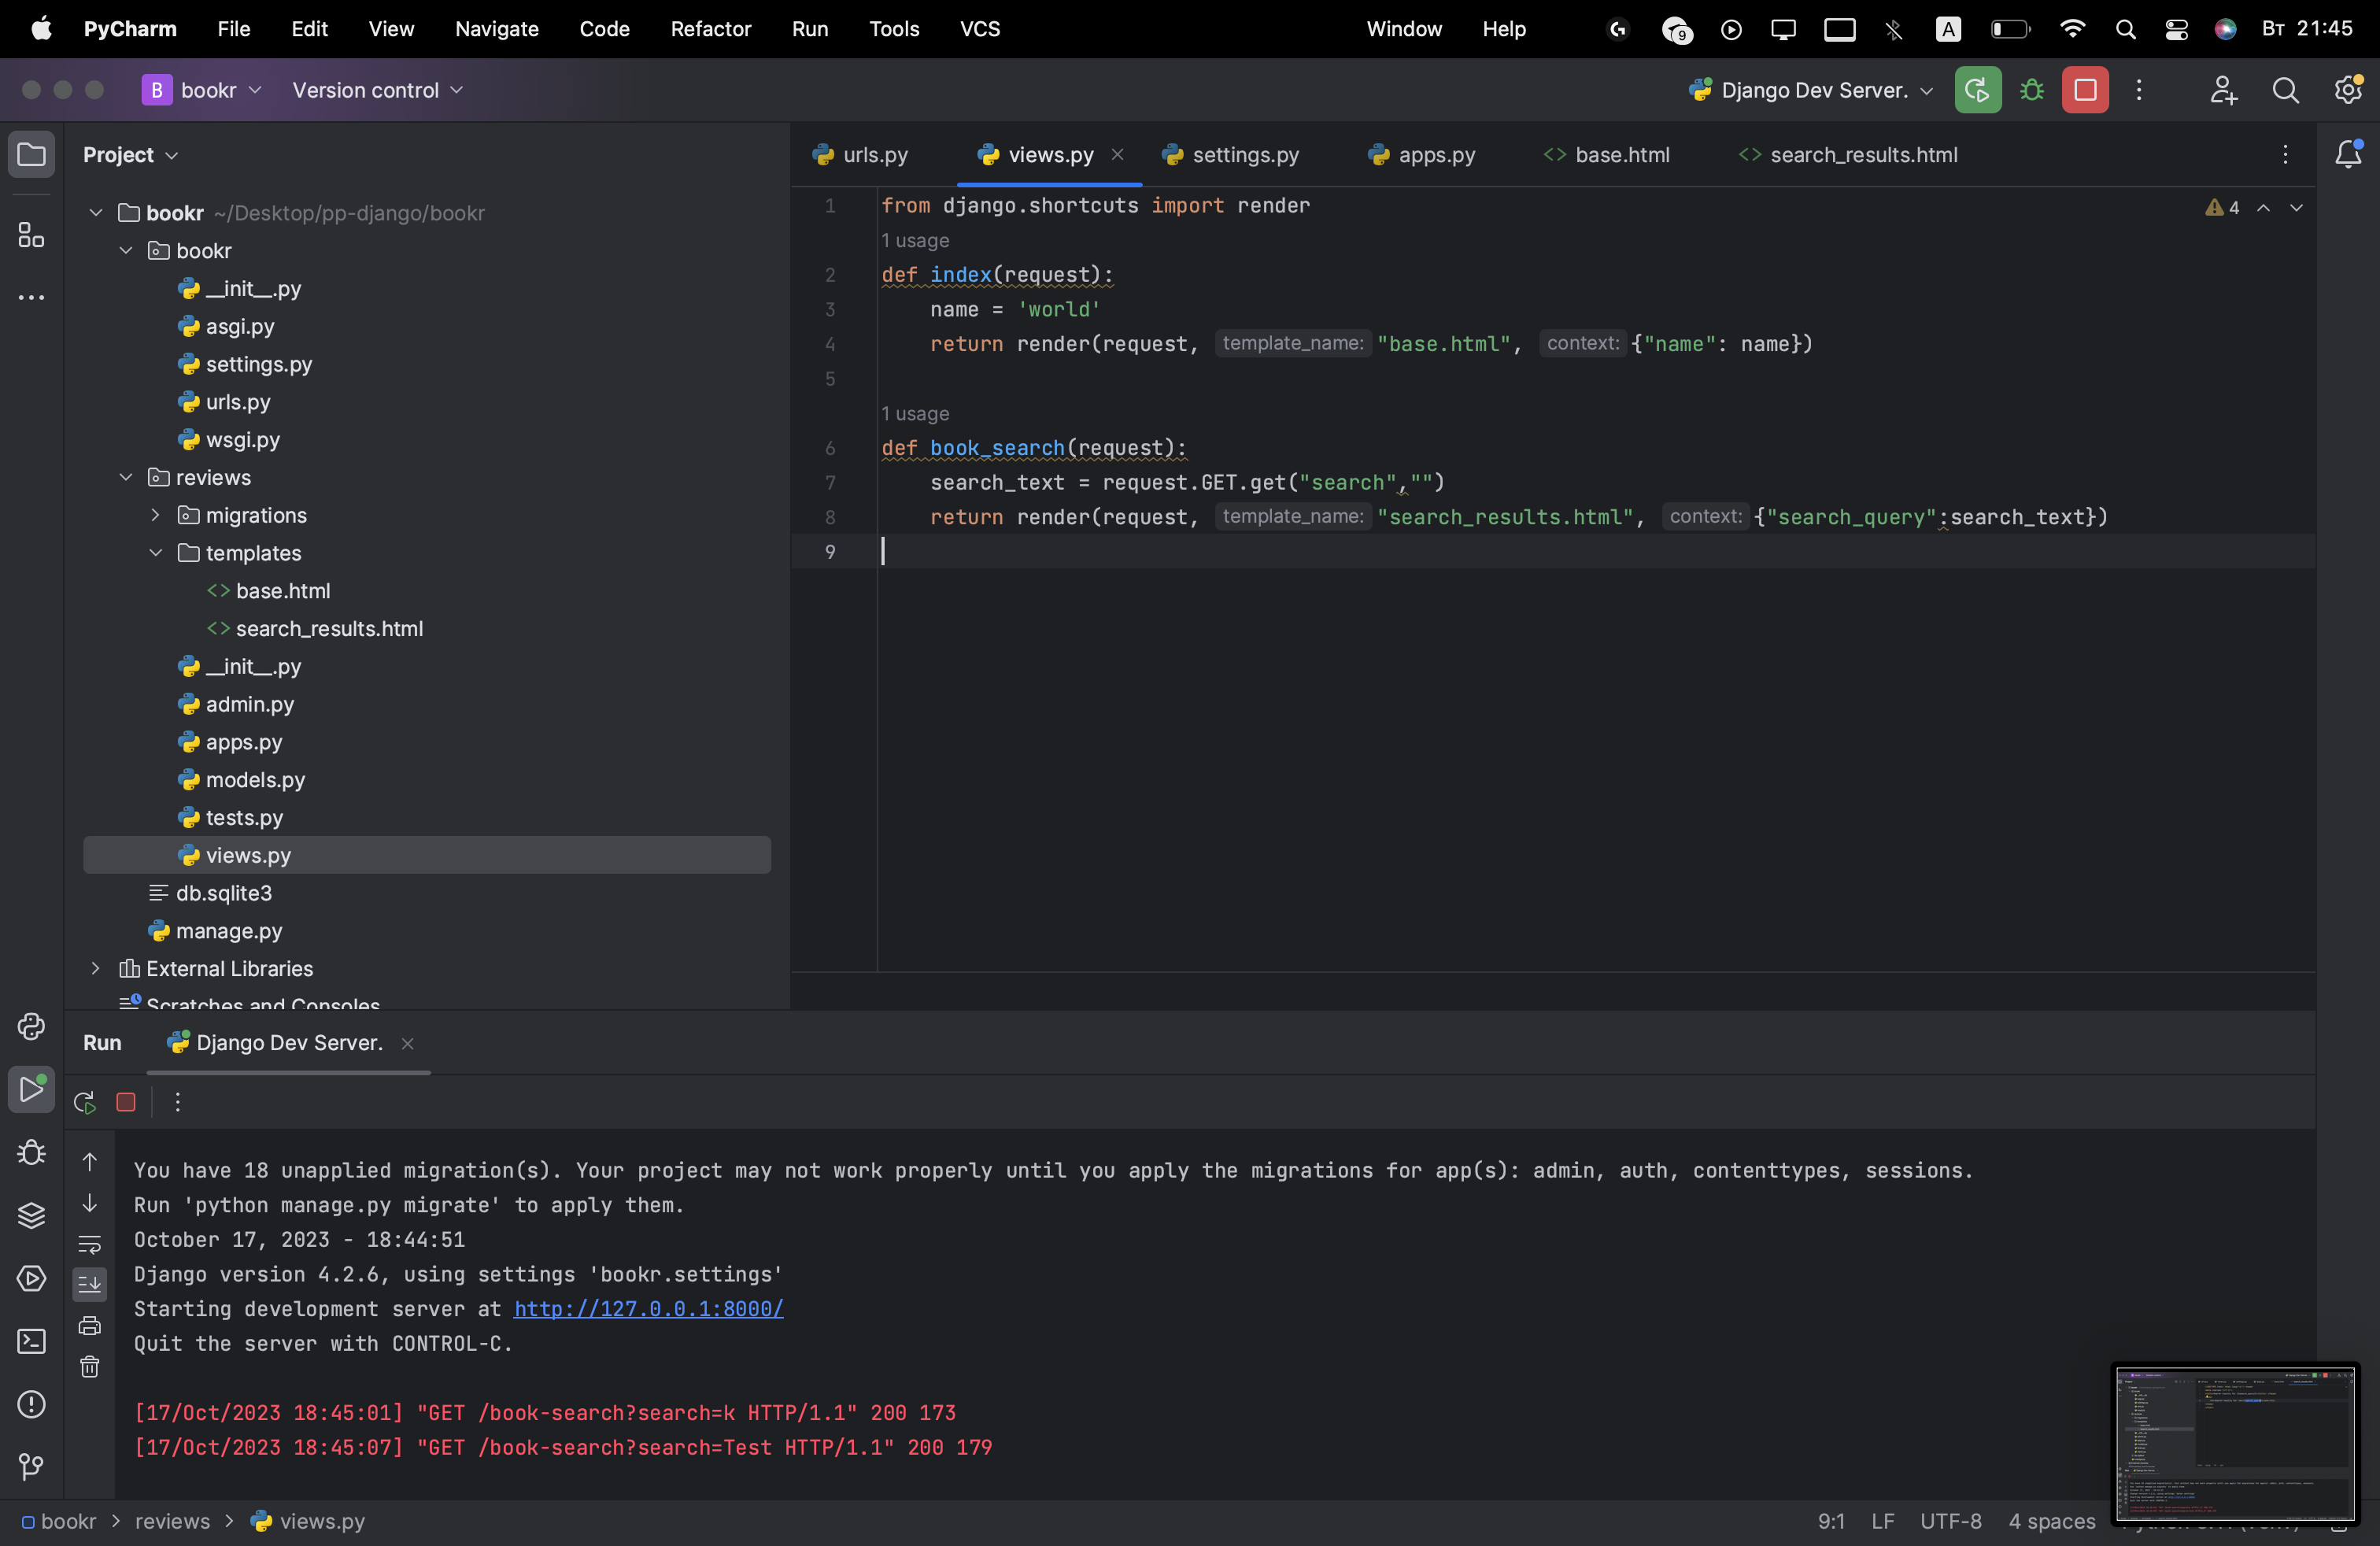 PyCharm File Edit View Navigate Code Refactor Run Tools VCS Window Help 9 A Вт 21:45
B bookr Version control Django Dev Server.
Project
bookr ~/Desktop/pp-django/bookr
bookr
__init__.py
asgi.py
settings.py
urls.py
wsgi.py
reviews
migrations
templates
base.html
search_results.html
__init__.py
admin.py
apps.py
models.py
tests.py
views.py
db.sqlite3
manage.py
External Libraries
Scratches and Consoles
urls.py views.py settings.py apps.py base.html search_results.html
4
1 from django.shortcuts import render
1 usage
2 def index(request):
3 name = 'world'
4 return render(request, template_name: "base.html", context: {"name": name})
5
1 usage
6 def book_search(request):
7 search_text = request.GET.get("search","")
8 return render(request, template_name: "search_results.html", context: {"search_query":search_text})
9
Run Django Dev Server.
You have 18 unapplied migration(s). Your project may not work properly until you apply the migrations for app(s): admin, auth, contenttypes, sessions.
Run 'python manage.py migrate' to apply them.
October 17, 2023 - 18:44:51
Django version 4.2.6, using settings 'bookr.settings'
Starting development server at http://127.0.0.1:8000/
Quit the server with CONTROL-C.
[17/Oct/2023 18:45:01] "GET /book-search?search=k HTTP/1.1" 200 173
[17/Oct/2023 18:45:07] "GET /book-search?search=Test HTTP/1.1" 200 179
bookr > reviews > views.py 9:1 LF UTF-8 4 spaces